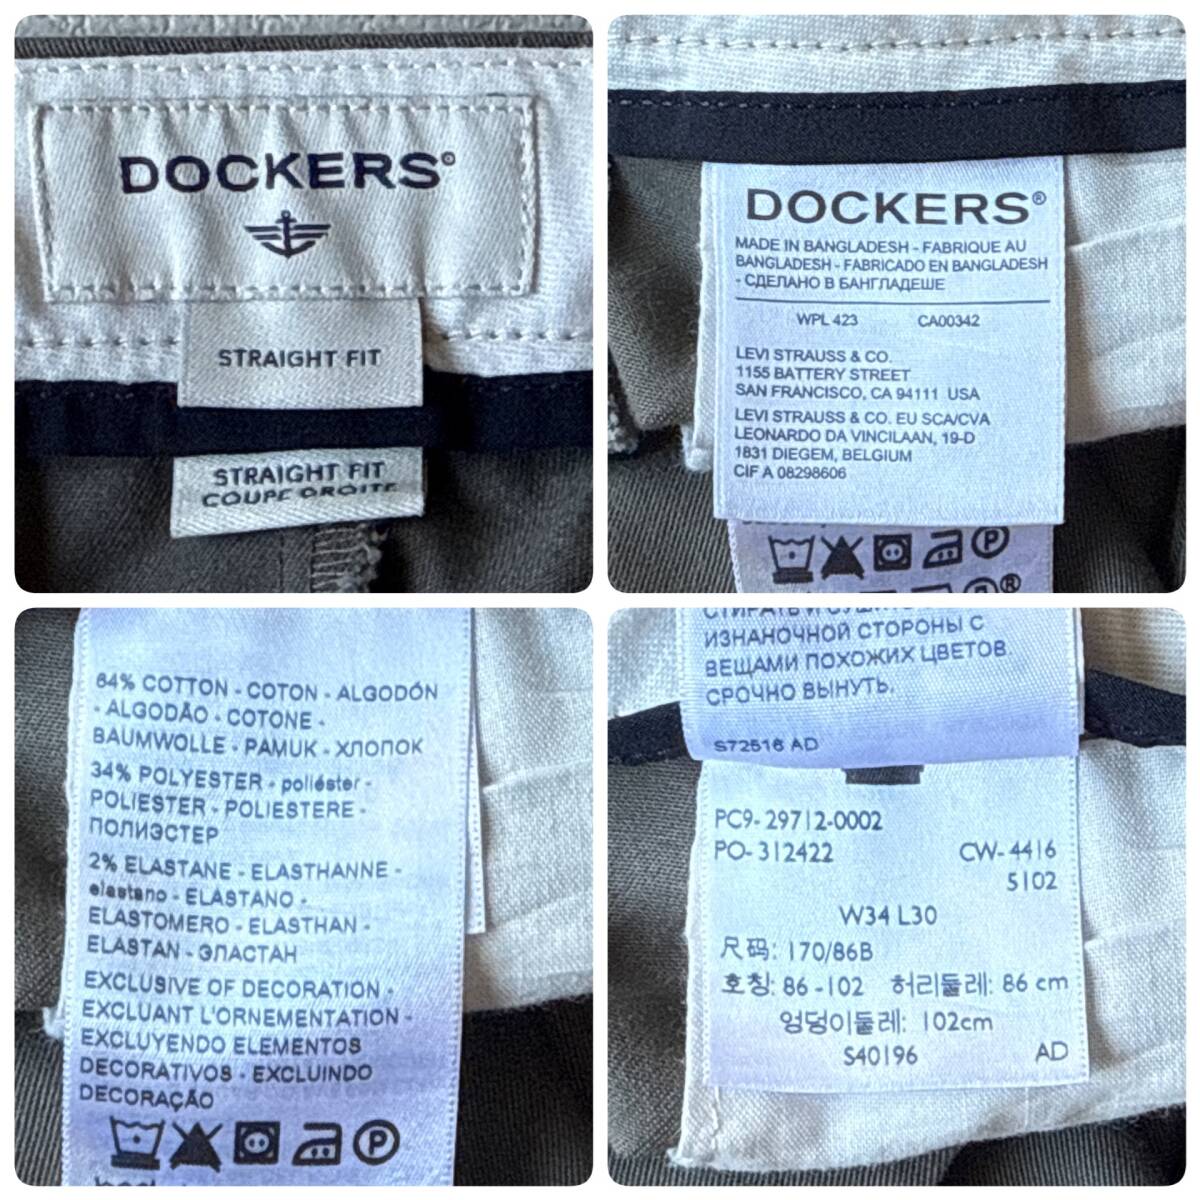 DOCKERS®
STRAIGHT FIT
STRAIGHT FIT
COUPE DROITE
DOCKERS®
MADE IN BANGLADESH - FABRIQUE AU
BANGLADESH - FABRICADO EN BANGLADESH
- СДЕЛАНО В БАНГЛАДЕШЕ
WPL 423 CA00342
LEVI STRAUSS & CO.
1155 BATTERY STREET
SAN FRANCISCO, CA 94111 USA
LEVI STRAUSS & CO. EU SCA/CVA
LEONARDO DA VINCILAAN, 19-D
1831 DIEGEM, BELGIUM
CIF A 08298606
P
64% COTTON - COTON - ALGODÓN
- ALGODÃO - COTONE -
BAUMWOLLE - PAMUK - ХЛОПОК
34% POLYESTER - poliéster -
POLIESTER - POLIESTERE -
ПОЛИЭСТЕР
2% ELASTANE - ELASTHANNE -
elastano - ELASTANO -
ELASTOMERO - ELASTHAN -
ELASTAN - ЭЛАСТАН
EXCLUSIVE OF DECORATION -
EXCLUANT L'ORNEMENTATION -
EXCLUYENDO ELEMENTOS
DECORATIVOS - EXCLUINDO
DECORAÇÃO
P
ИЗНАНОЧНОЙ СТОРОНЫ С
ВЕЩАМИ ПОХОЖИХ ЦВЕТОВ.
СРОЧНО ВЫНУТЬ.
S72516 AD
PC9-29712-0002
PO-312422 CW-4416
S102
W34 L30
尺码: 170/86B
호칭: 86-102 허리둘레: 86 cm
엉덩이둘레: 102cm
S40196 AD